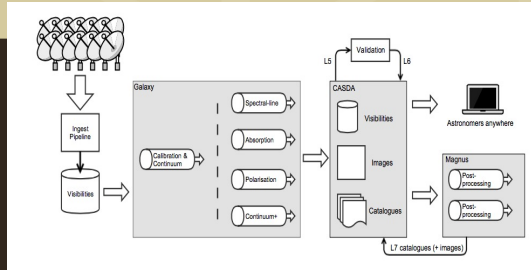 Ingest
Pipeline
Visibilities
Galaxy
Calibration &
Continuum
Spectral-line
Absorption
Polarisation
Continuum+
L5
Validation
L6
CASDA
Visibilities
Images
Catalogues
Astronomers anywhere
Magnus
Post-
processing
Post-
processing
L7 catalogues (+ images)